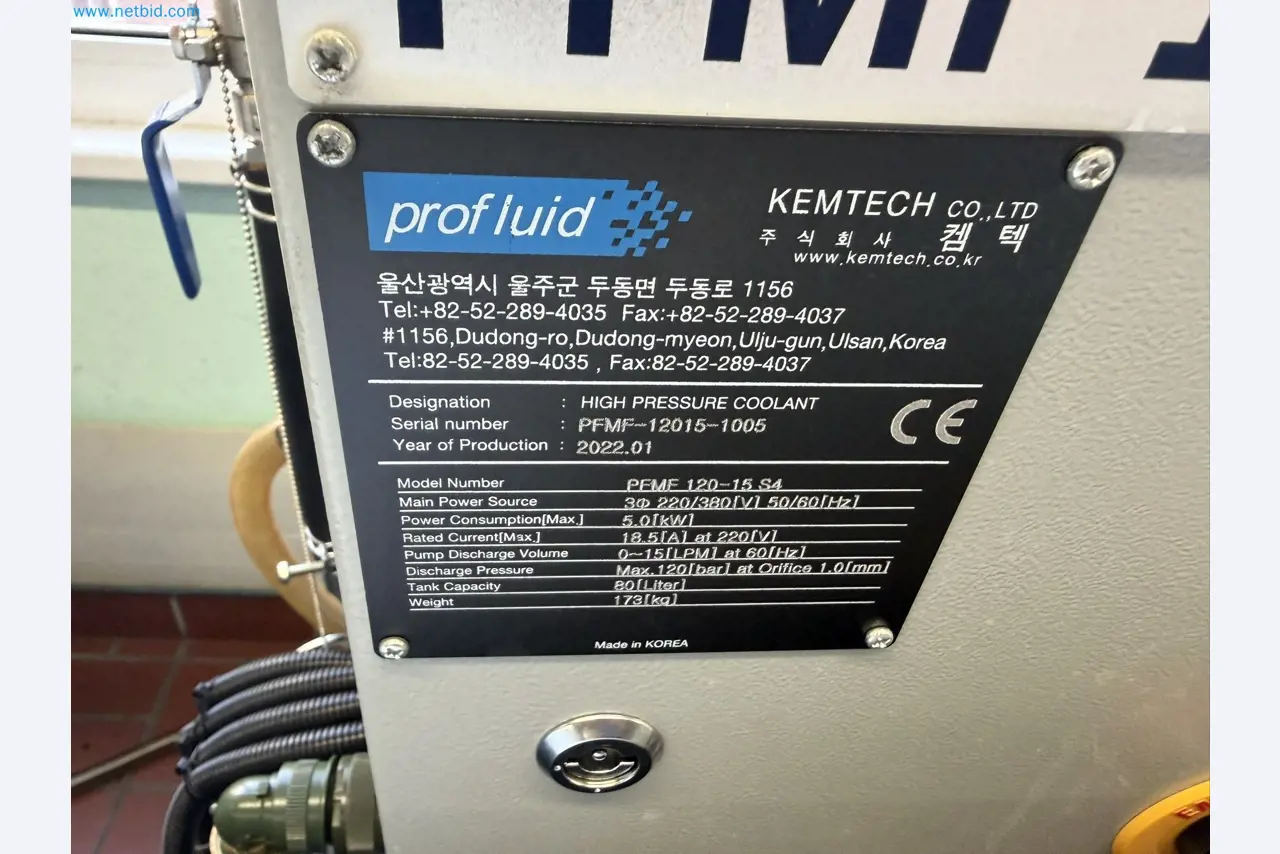 www.netbid.com
profluid
KEMTECH CO.,LTD
주식회사 켐텍
www.kemtech.co.kr
울산광역시 울주군 두동면 두동로 1156
Tel:+82-52-289-4035 Fax:+82-52-289-4037
#1156,Dudong-ro,Dudong-myeon,Ulju-gun,Ulsan,Korea
Tel:82-52-289-4035 , Fax:82-52-289-4037
Designation : HIGH PRESSURE COOLANT
Serial number : PFMF-12015-1005
Year of Production : 2022.01
CE
Model Number PFMF 120-15 S4
Main Power Source 3Φ 220/380[V] 50/60[Hz]
Power Consumption[Max.] 5.0[kW]
Rated Current[Max.] 18.5[A] at 220[V]
Pump Discharge Volume 0~15[LPM] at 60[Hz]
Discharge Pressure Max.120[bar] at Orifice 1.0[mm]
Tank Capacity 80[Liter]
Weight 173[kg]
Made in KOREA